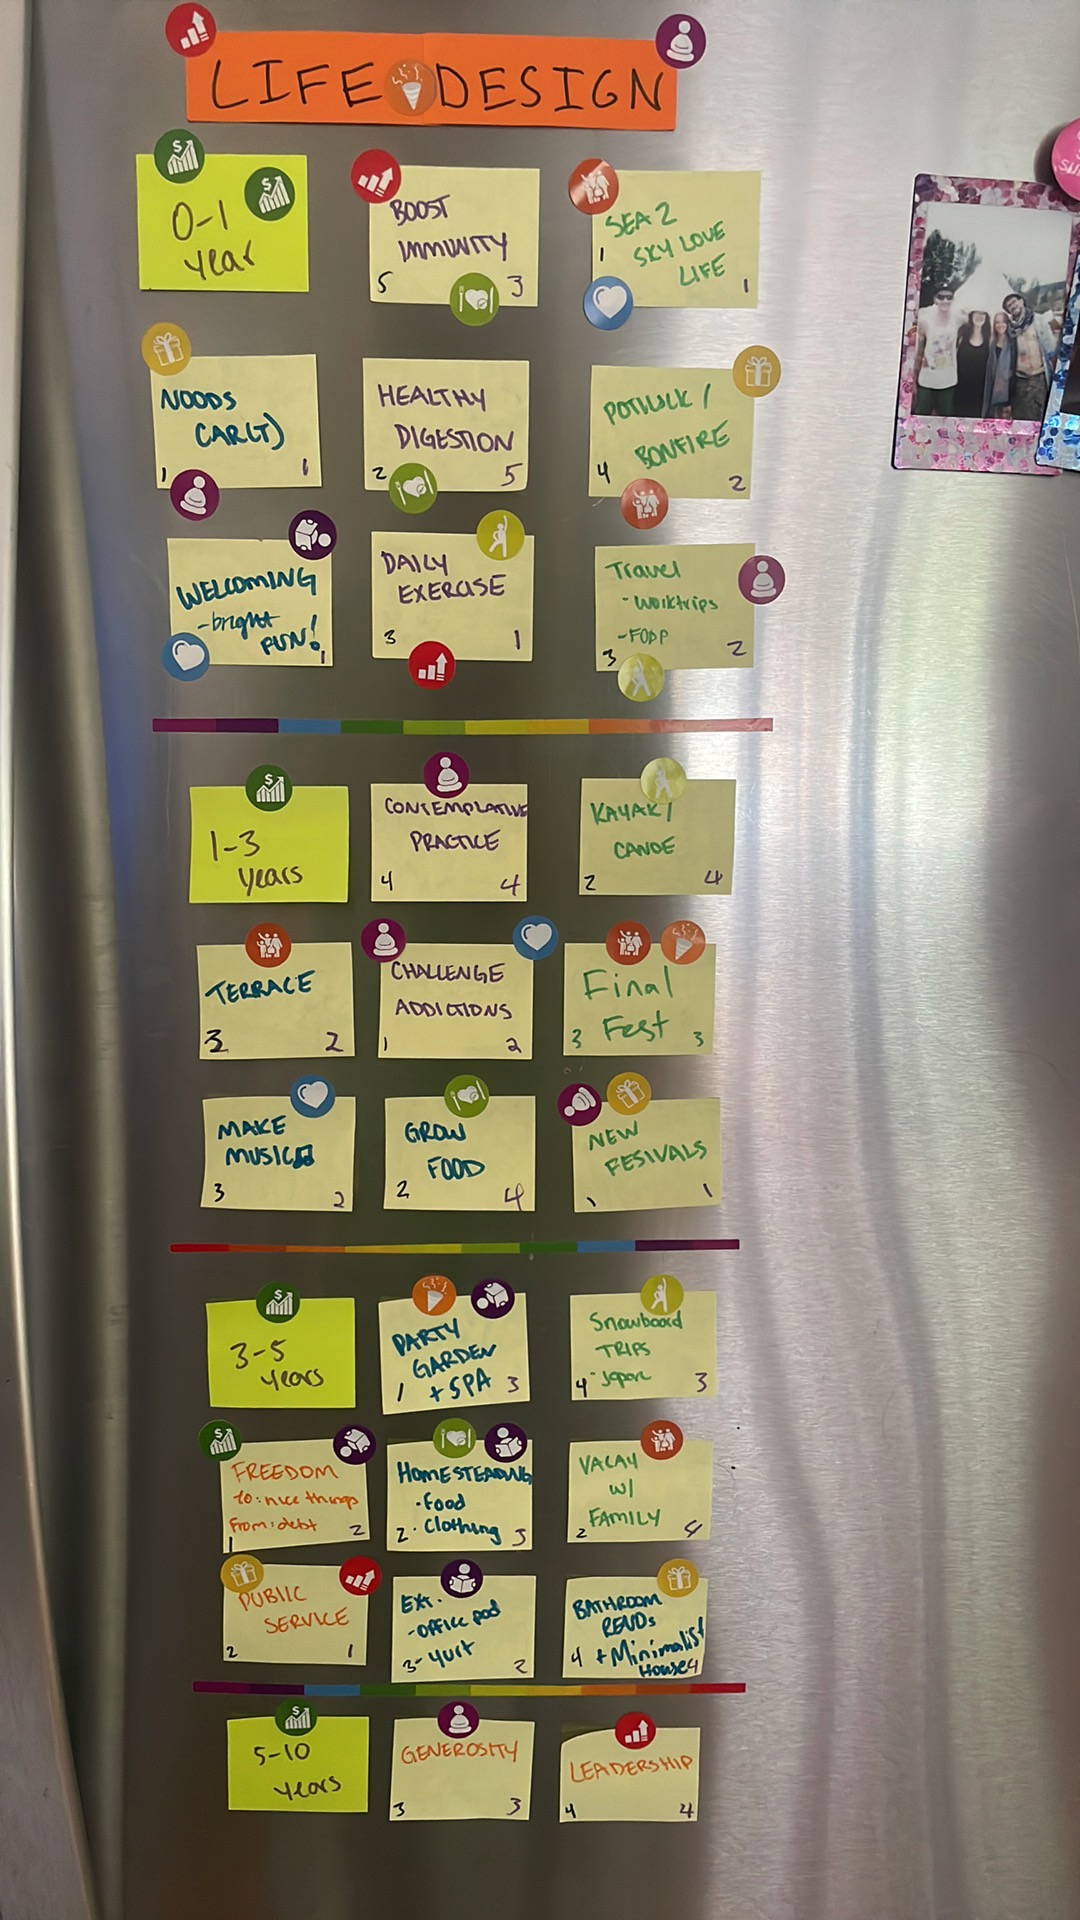 LIFE DESIGN
0-1
year
BOOST
IMMUNITY
5 3
SEA 2
SKY LOVE
LIFE
1 1
NOODS
CAR(T)
1 1
HEALTHY
DIGESTION
2 5
POTLUCK /
BONFIRE
4 2
WELCOMING
-bright
FUN!
1
DAILY
EXERCISE
3 1
Travel
-worktrips
-FODP
3 2
1-3
years
CONTEMPLATIVE
PRACTICE
4 4
KAYAK/
CANOE
2 4
TERRACE
3 2
CHALLENGE
ADDICTIONS
1 2
Final
Fest
3 3
MAKE
MUSIC
3 2
GROW
FOOD
2 4
NEW
FESIVALS
1 1
3-5
years
PARTY
GARDEN
+ SPA
1 3
Snowboard
TRIPS
-Japan
4 3
FREEDOM
to: nice things
from: debt
1 2
HOMESTEADING
·Food
·Clothing
2 3
VACAY
W/
FAMILY
2 4
PUBLIC
SERVICE
2 1
EXT.
-OFFICE pod
-yurt
3 2
BATHROOM
RENOs
+ Minimalist
House
4 4
5-10
years
GENEROSITY
3 3
LEADERSHIP
4 4